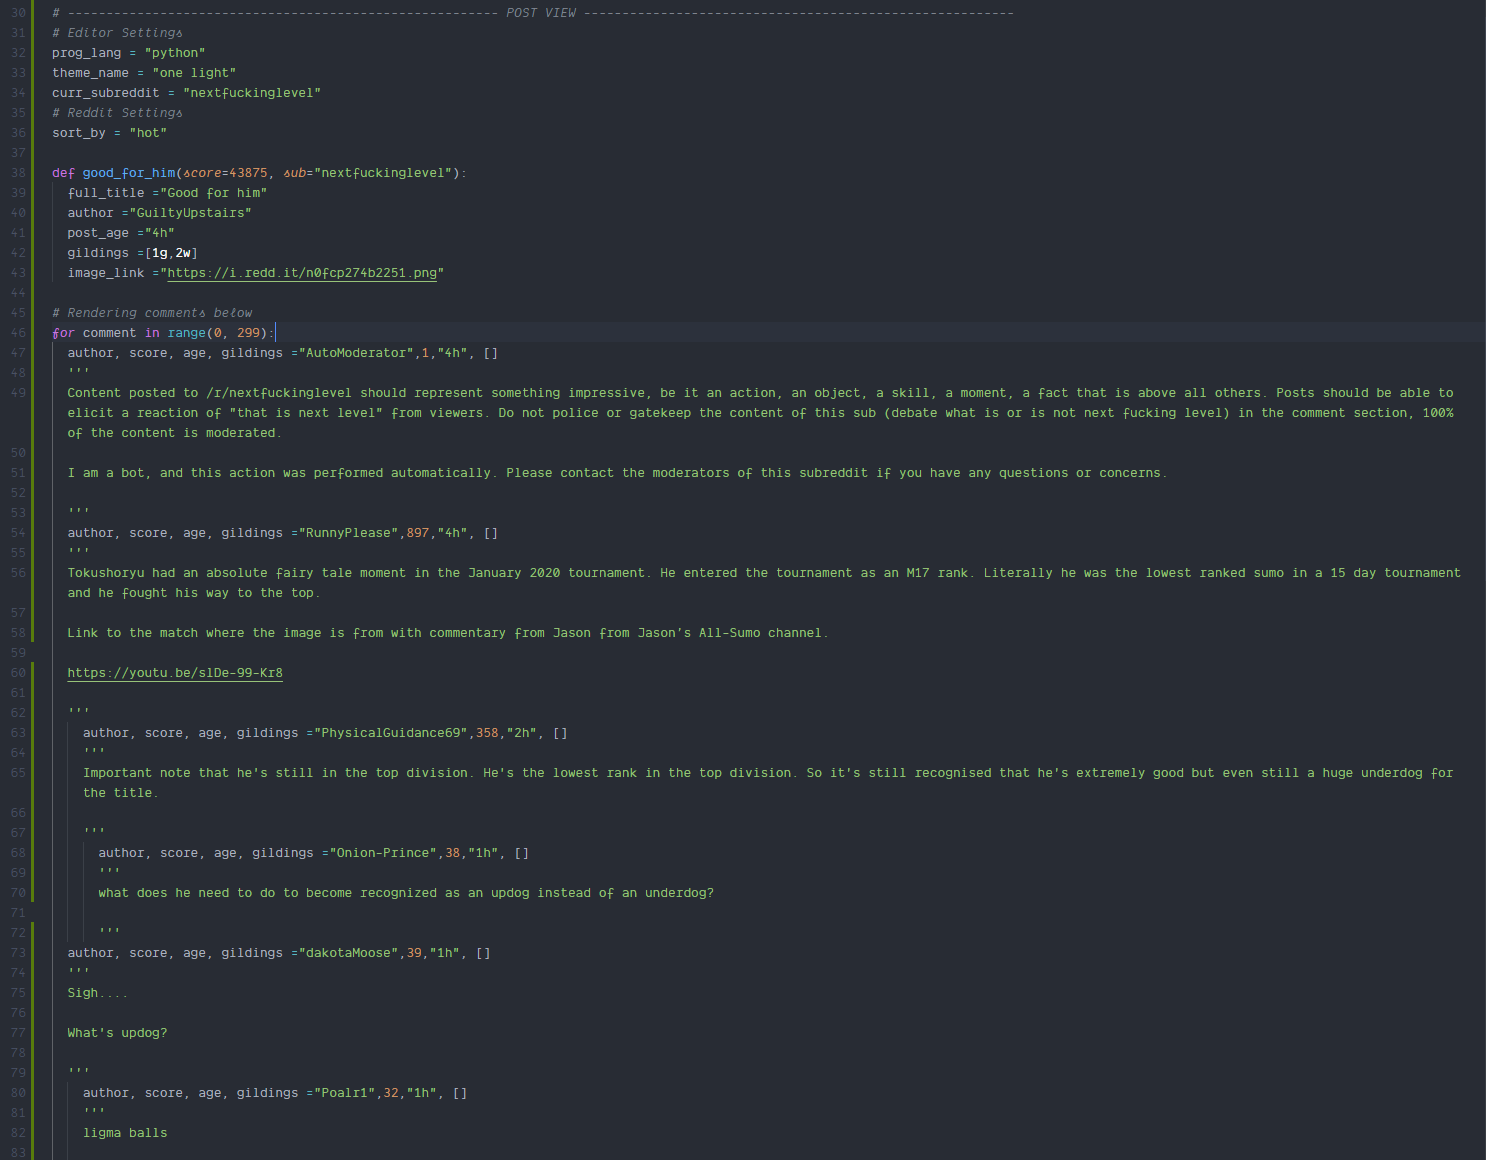 30 # -------------------------------------------------------- POST VIEW --------------------------------------------------------
31 # Editor Settings
32 prog_lang = "python"
33 theme_name = "one light"
34 curr_subreddit = "nextfuckinglevel"
35 # Reddit Settings
36 sort_by = "hot"
37
38 def good_for_him(score=43875, sub="nextfuckinglevel"):
39 full_title ="Good for him"
40 author ="GuiltyUpstairs"
41 post_age ="4h"
42 gildings =[1g,2w]
43 image_link ="https://i.redd.it/n0fcp274b2251.png"
44
45 # Rendering comments below
46 for comment in range(0, 299):
47 author, score, age, gildings ="AutoModerator",1,"4h", []
48 '''
49 Content posted to /r/nextfuckinglevel should represent something impressive, be it an action, an object, a skill, a moment, a fact that is above all others. Posts should be able to
elicit a reaction of "that is next level" from viewers. Do not police or gatekeep the content of this sub (debate what is or is not next fucking level) in the comment section, 100%
of the content is moderated.
50
51 I am a bot, and this action was performed automatically. Please contact the moderators of this subreddit if you have any questions or concerns.
52
53 '''
54 author, score, age, gildings ="RunnyPlease",897,"4h", []
55 '''
56 Tokushoryu had an absolute fairy tale moment in the January 2020 tournament. He entered the tournament as an M17 rank. Literally he was the lowest ranked sumo in a 15 day tournament
and he fought his way to the top.
57
58 Link to the match where the image is from with commentary from Jason from Jason's All-Sumo channel.
59
60 https://youtu.be/slDe-99-Kr8
61
62 '''
63 author, score, age, gildings ="PhysicalGuidance69",358,"2h", []
64 '''
65 Important note that he's still in the top division. He's the lowest rank in the top division. So it's still recognised that he's extremely good but even still a huge underdog for
the title.
66
67 '''
68 author, score, age, gildings ="Onion-Prince",38,"1h", []
69 '''
70 what does he need to do to become recognized as an updog instead of an underdog?
71
72 '''
73 author, score, age, gildings ="dakotaMoose",39,"1h", []
74 '''
75 Sigh....
76
77 What's updog?
78
79 '''
80 author, score, age, gildings ="Poalr1",32,"1h", []
81 '''
82 ligma balls
83